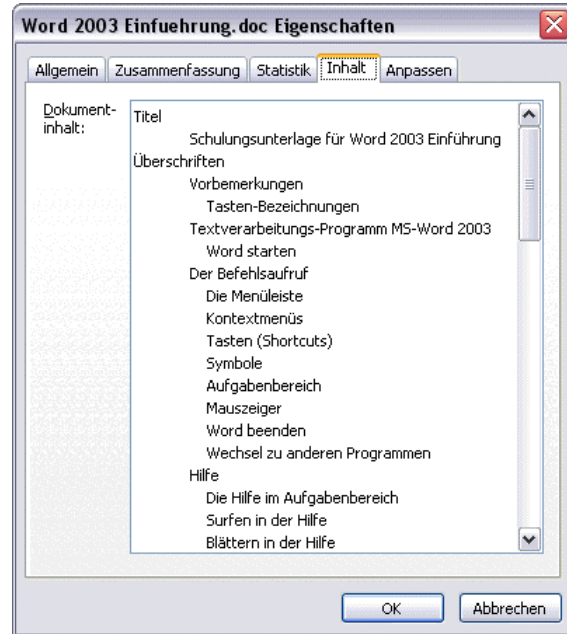 Word 2003 Einfuehrung.doc Eigenschaften
Allgemein Zusammenfassung Statistik Inhalt Anpassen
Dokument-
inhalt:
Titel
Schulungsunterlage für Word 2003 Einführung
Überschriften
Vorbemerkungen
Tasten-Bezeichnungen
Textverarbeitungs-Programm MS-Word 2003
Word starten
Der Befehlsaufruf
Die Menüleiste
Kontextmenüs
Tasten (Shortcuts)
Symbole
Aufgabenbereich
Mauszeiger
Word beenden
Wechsel zu anderen Programmen
Hilfe
Die Hilfe im Aufgabenbereich
Surfen in der Hilfe
Blättern in der Hilfe
OK Abbrechen